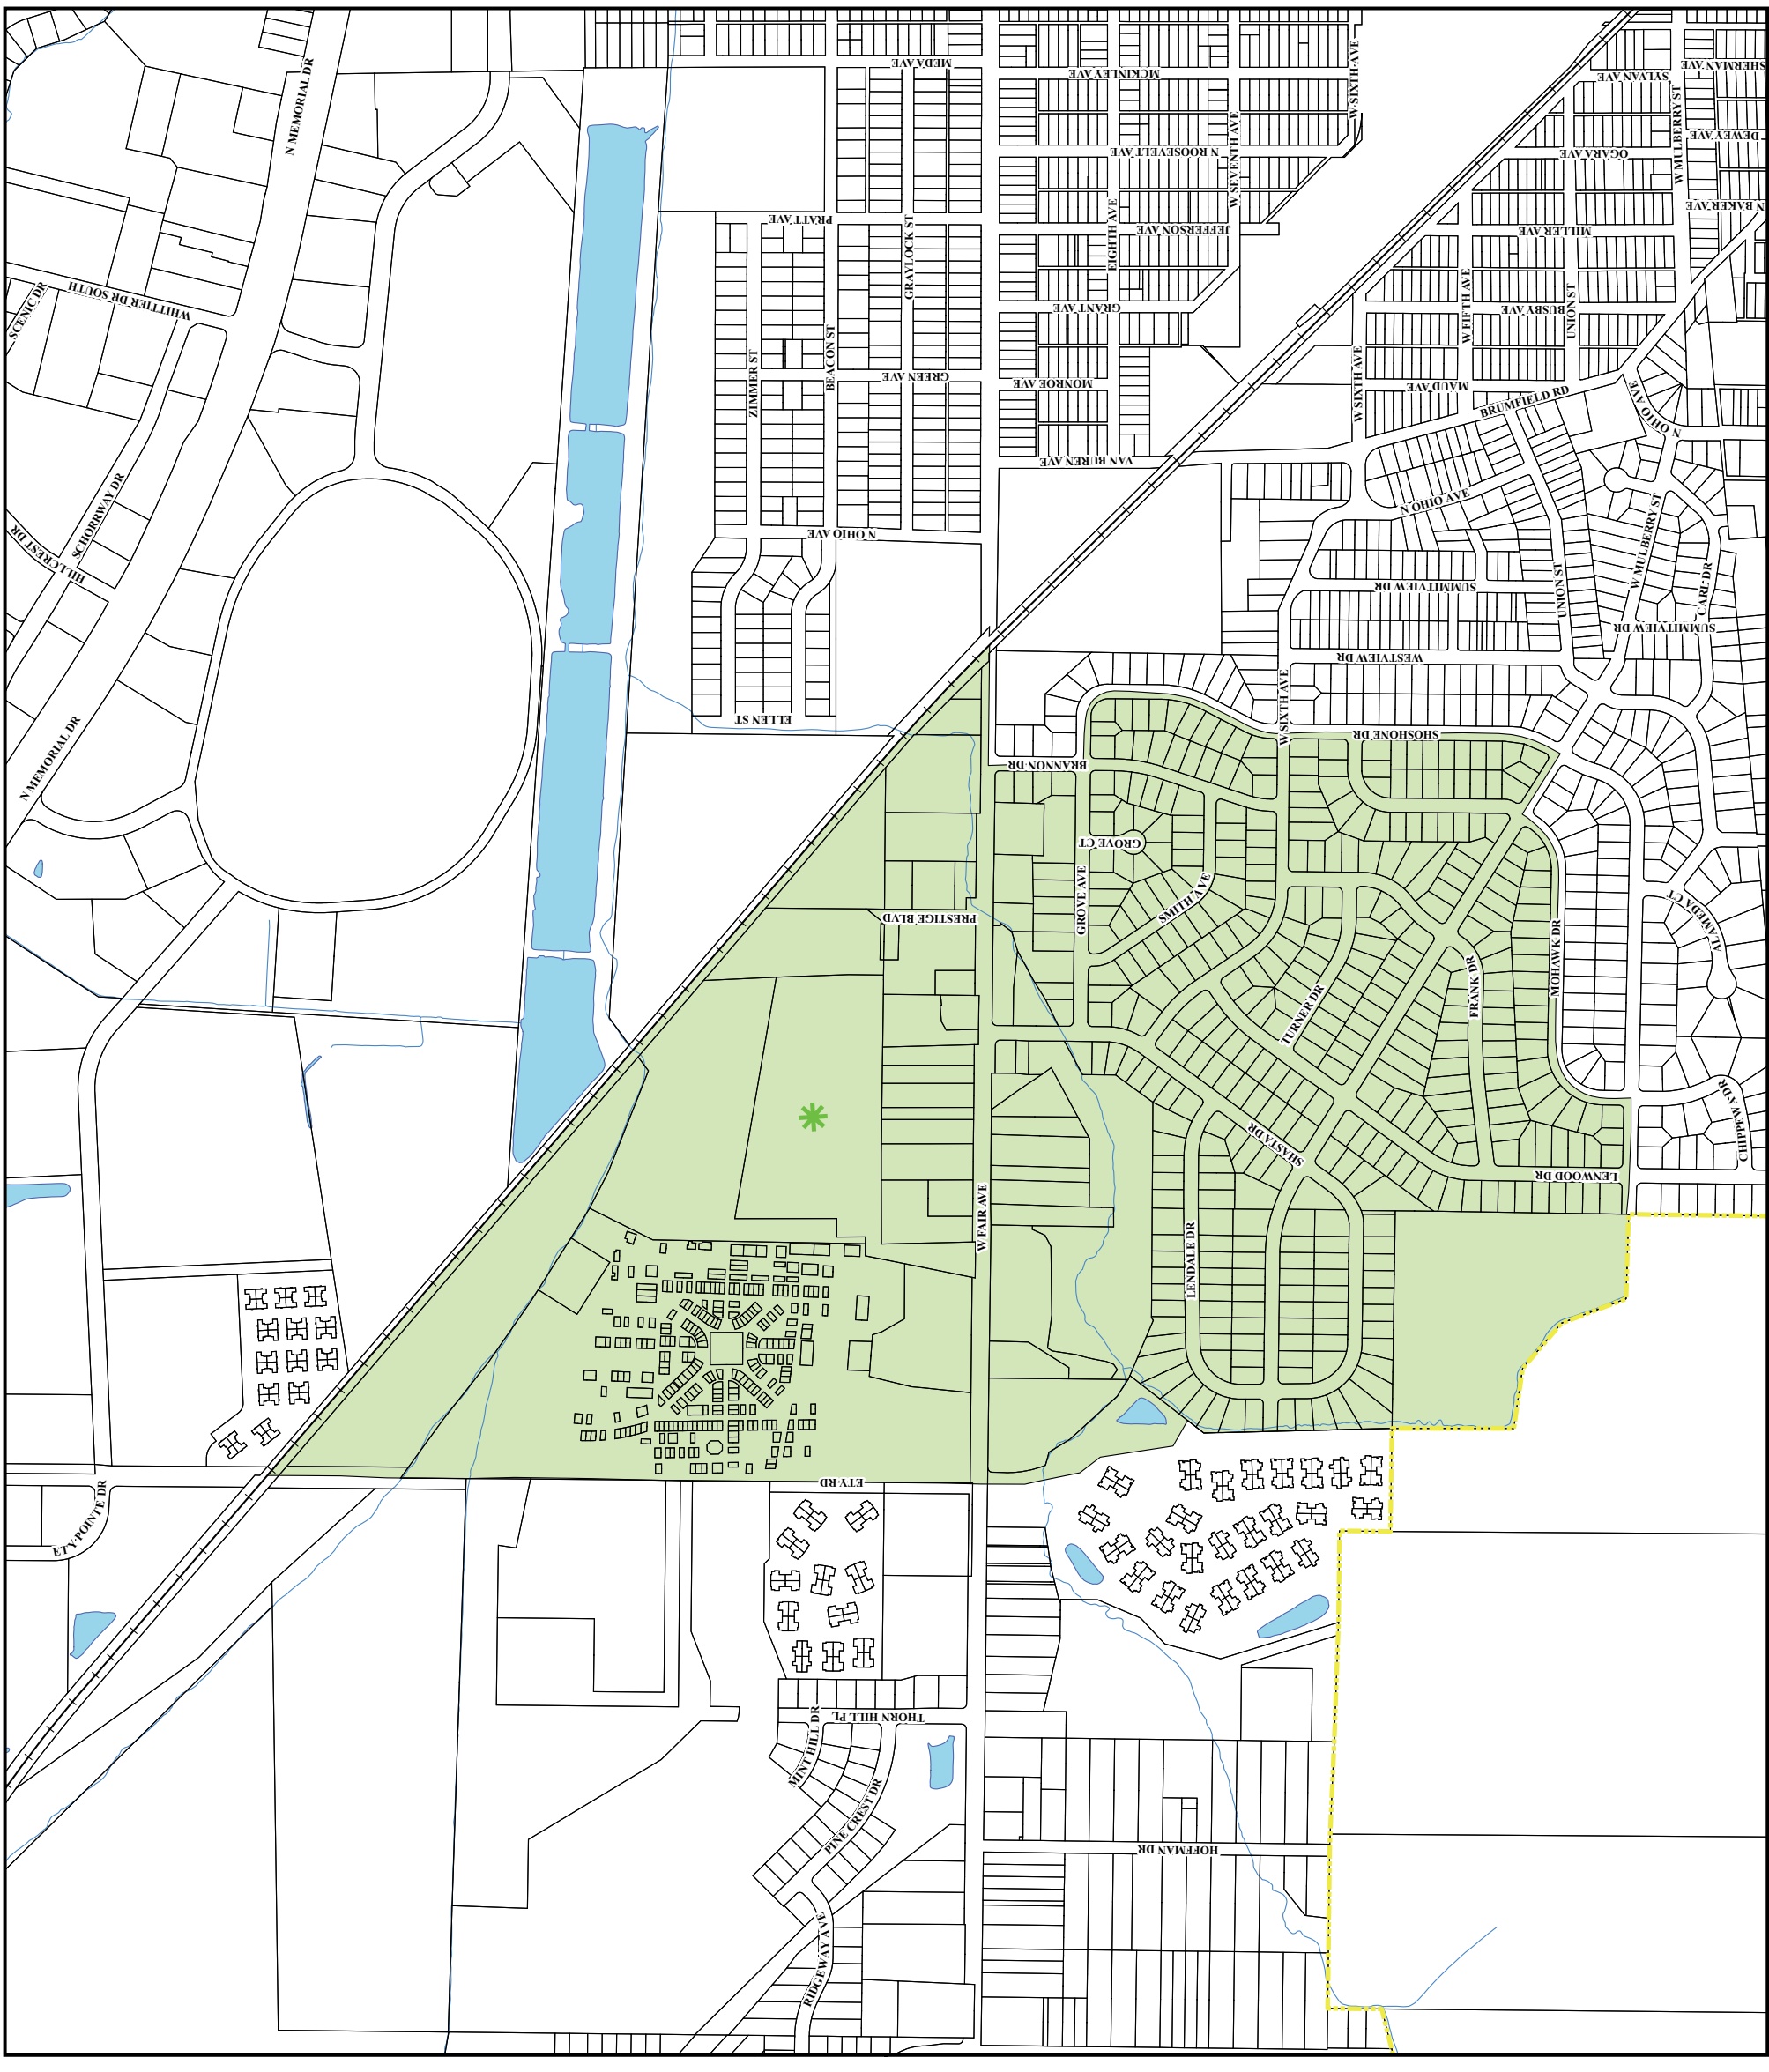 MEDA AVE
MCKINLEY AVE
W SIXTH AVE
SHERMAN AVE
SYLVAN AVE
N MEMORIAL DR
W MULBERRY ST
DEWEY AVE
N ROOSEVELT AVE
W SEVENTH AVE
OGARA AVE
N BAKER AVE
PRATT AVE
GRAYLOCK ST
EIGHTH AVE
JEFFERSON AVE
MILLER AVE
SCENIC DR
WHITTIER DR SOUTH
GRANT AVE
W FIFTH AVE
BUSBY AVE
UNION ST
ZIMMER ST
BEACON ST
GREEN AVE
MONROE AVE
W SIXTH AVE
MAUD AVE
BRUMFIELD RD
N OHIO AVE
VAN BUREN AVE
N OHIO AVE
SCHORRWAY DR
HILLCREST DR
N OHIO AVE
W MULBERRY ST
SUMMITVIEW DR
UNION ST
CARL DR
SUMMITVIEW DR
WESTVIEW DR
W SIXTH AVE
ELLEN ST
SHOSHONE DR
N MEMORIAL DR
BRANNON DR
GROVE CT
GROVE AVE
SMITH AVE
PRESTIGE BLVD
ALAMEDA CT
MOHAWK DR
FRANK DR
TURNER DR
SHASTA DR
CHIPPEWA DR
LENWOOD DR
W FAIR AVE
LENDALE DR
ETY RD
ETY POINTE DR
THORN HILL PL
MINT HILL DR
PINE CREST DR
HOFFMAN DR
RIDGEWAY AVE